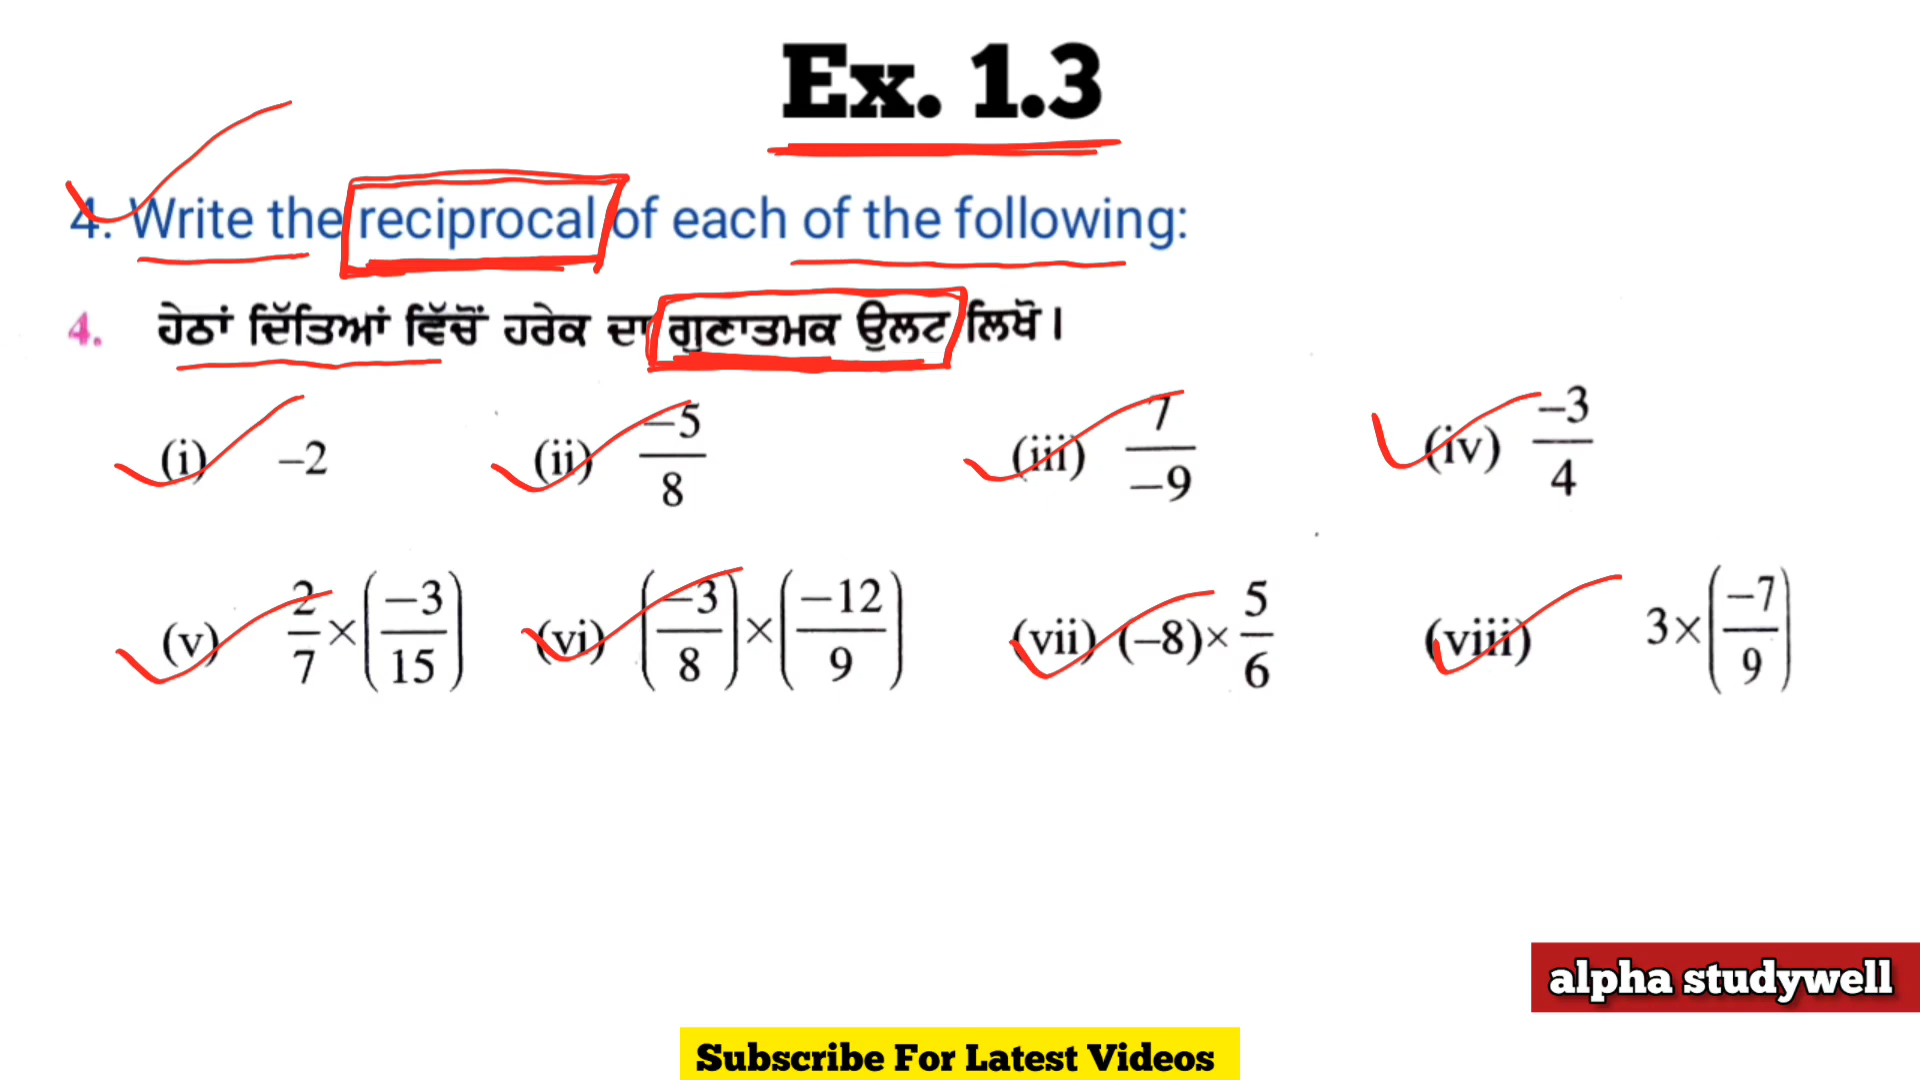 Ex. 1.3
4. Write the reciprocal of each of the following:
4. ਹੇਠਾਂ ਦਿੱਤਿਆਂ ਵਿੱਚੋਂ ਹਰੇਕ ਦਾ ਗੁਣਾਤਮਕ ਉਲਟ ਲਿਖੋ।
(i) –2 (ii) –5/8 (iii) 7/–9 (iv) –3/4
(v) 2/7 × (–3/15) (vi) (–3/8) × (–12/9) (vii) (–8) × 5/6 (viii) 3 × (–7/9)
alpha studywell
Subscribe For Latest Videos